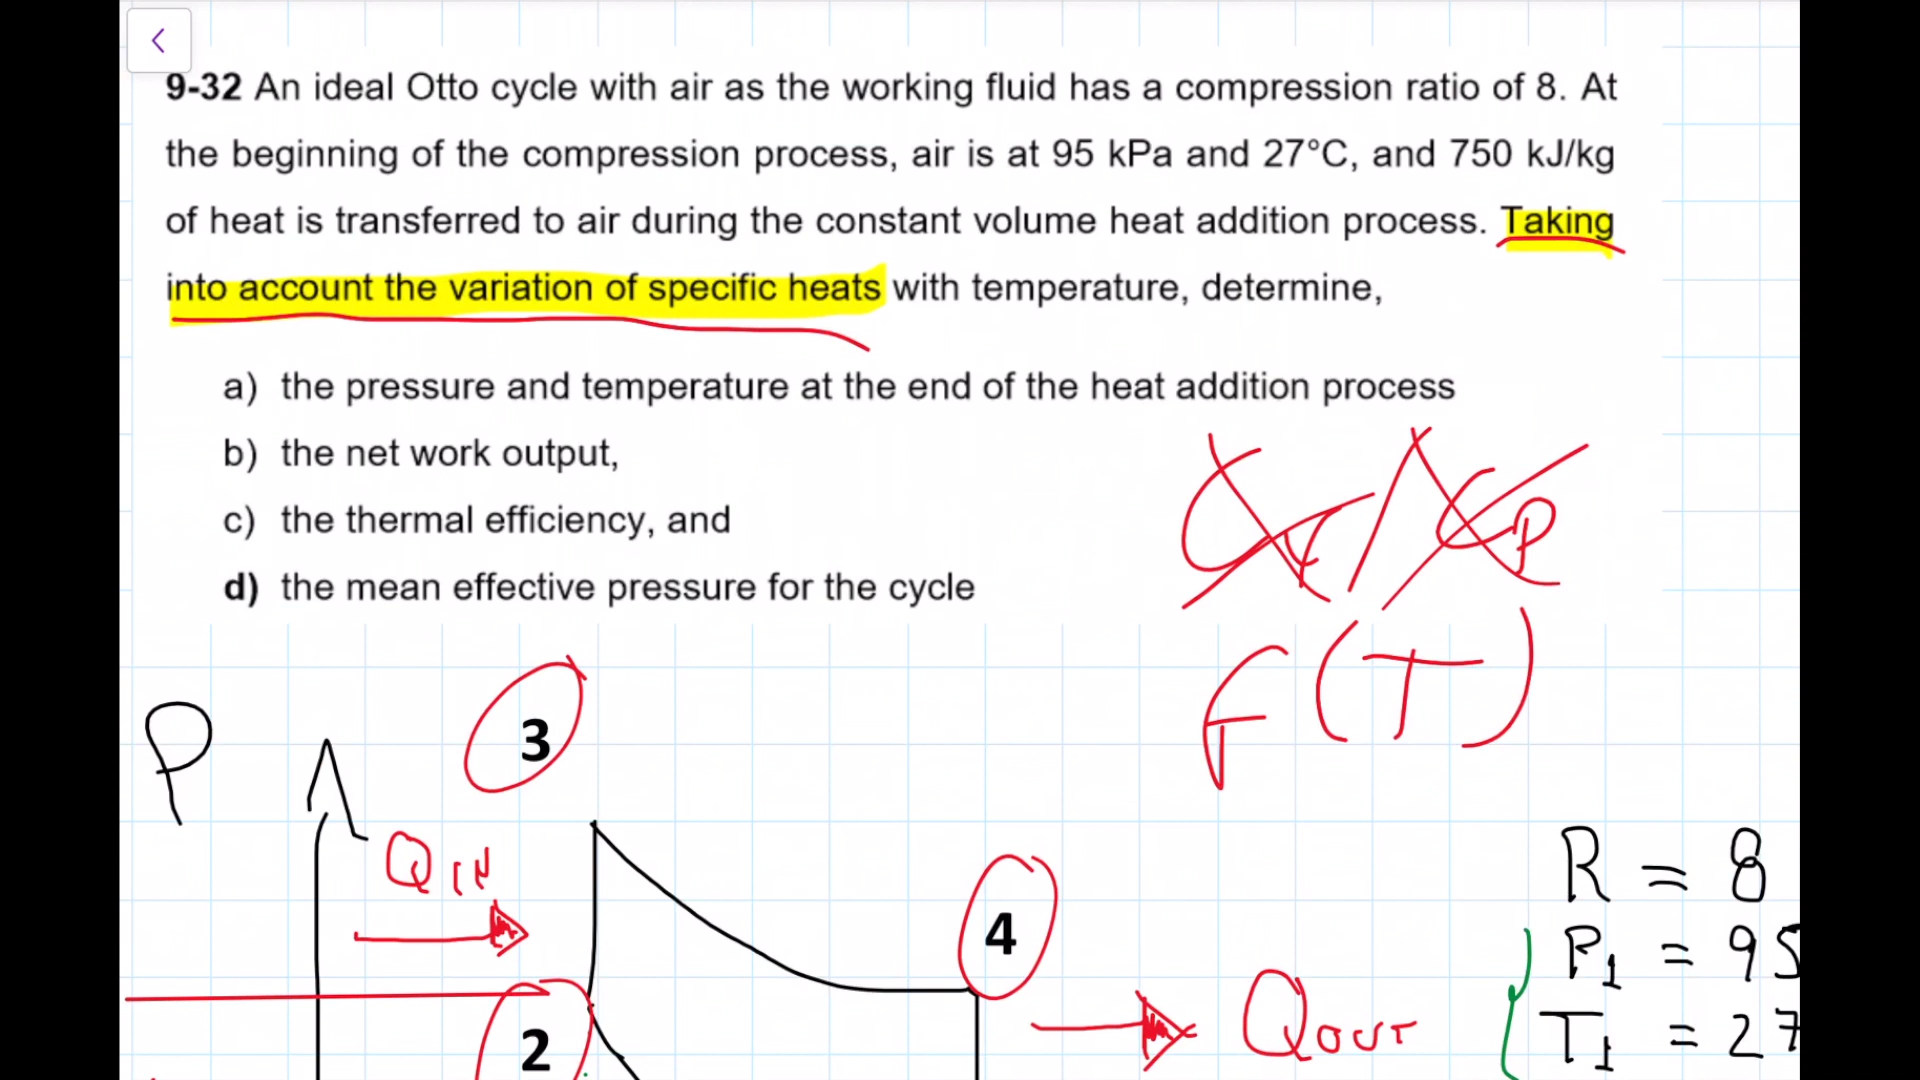 9-32 An ideal Otto cycle with air as the working fluid has a compression ratio of 8. At
the beginning of the compression process, air is at 95 kPa and 27°C, and 750 kJ/kg
of heat is transferred to air during the constant volume heat addition process. Taking
into account the variation of specific heats with temperature, determine,
a) the pressure and temperature at the end of the heat addition process
b) the net work output,
c) the thermal efficiency, and
d) the mean effective pressure for the cycle
Cv / Cp
F(T)
P
3
QIN
4
R = 8
P1 = 95
2
QOUT
T1 = 27